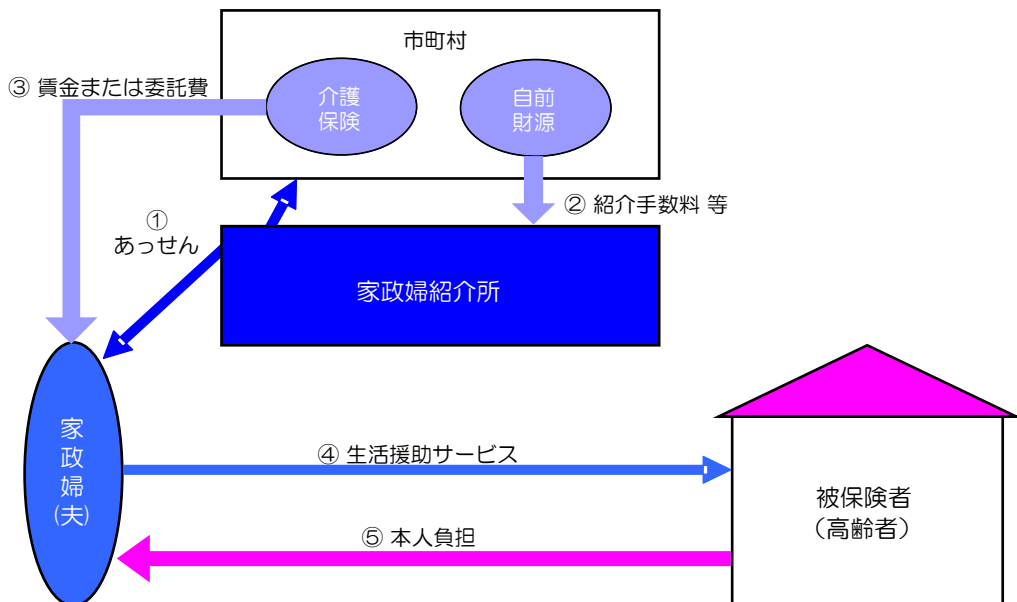 市町村
③ 賃金または委託費
介護
保険
自前
財源
② 紹介手数料 等
①
あっせん
家政婦紹介所
家
政
婦
(夫)
④ 生活援助サービス
被保険者
（高齢者）
⑤ 本人負担